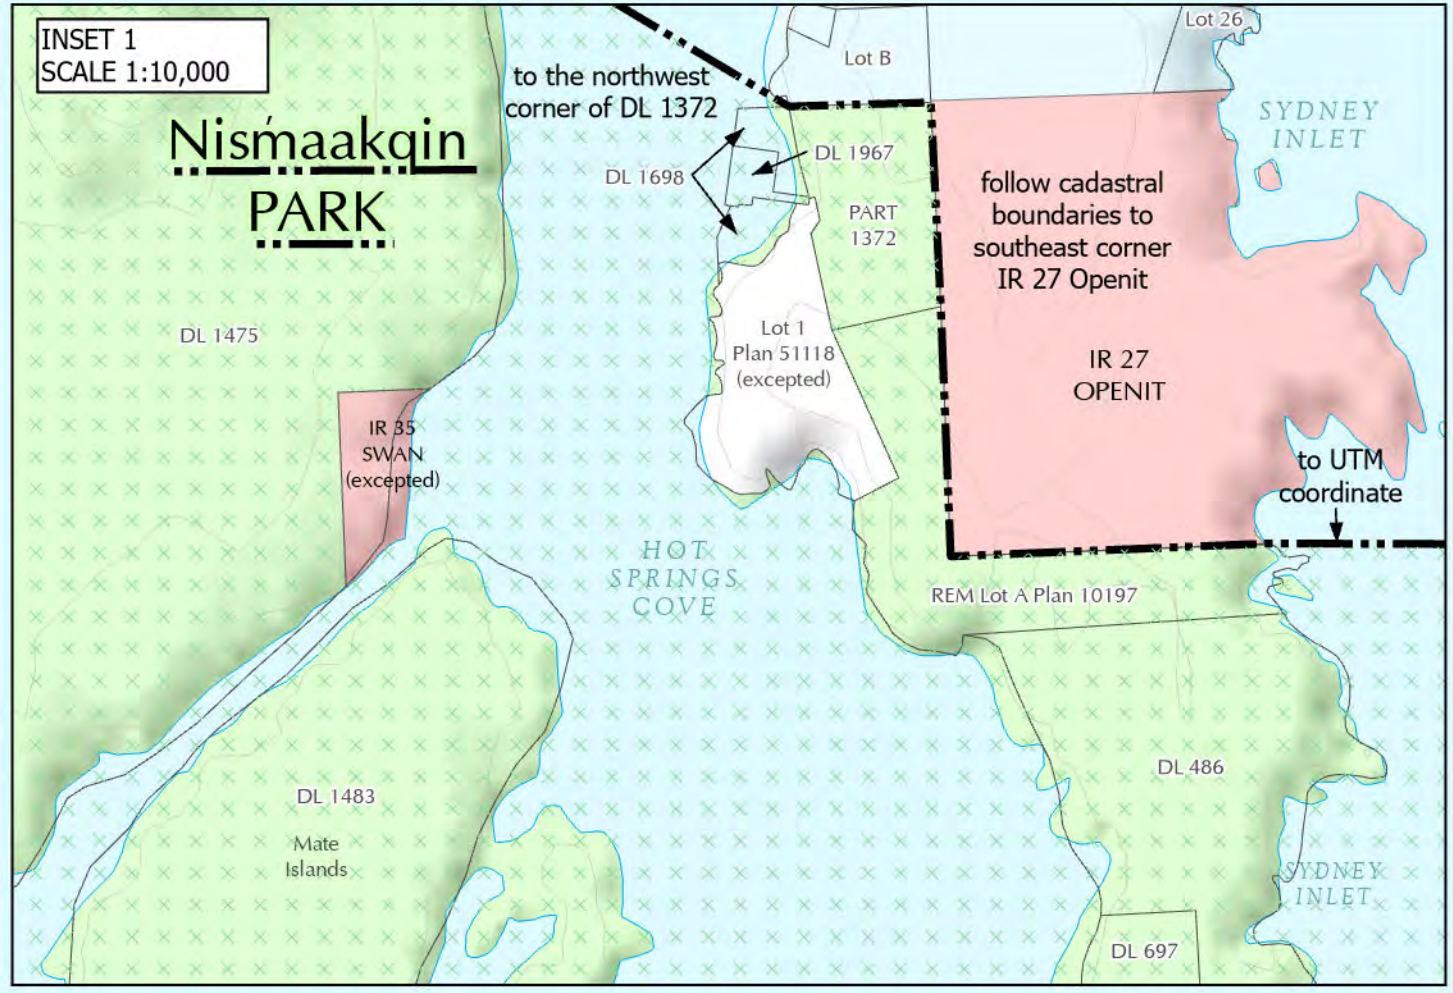 INSET 1
SCALE 1:10,000
Nism̓aakqin
PARK
to the northwest
corner of DL 1372
Lot B
Lot 26
SYDNEY
INLET
DL 1698
DL 1967
PART
1372
follow cadastral
boundaries to
southeast corner
IR 27 Openit
DL 1475
Lot 1
Plan 51118
(excepted)
IR 27
OPENIT
IR 35
SWAN
(excepted)
to UTM
coordinate
HOT
SPRINGS
COVE
REM Lot A Plan 10197
DL 486
DL 1483
Mate
Islands
SYDNEY
INLET
DL 697